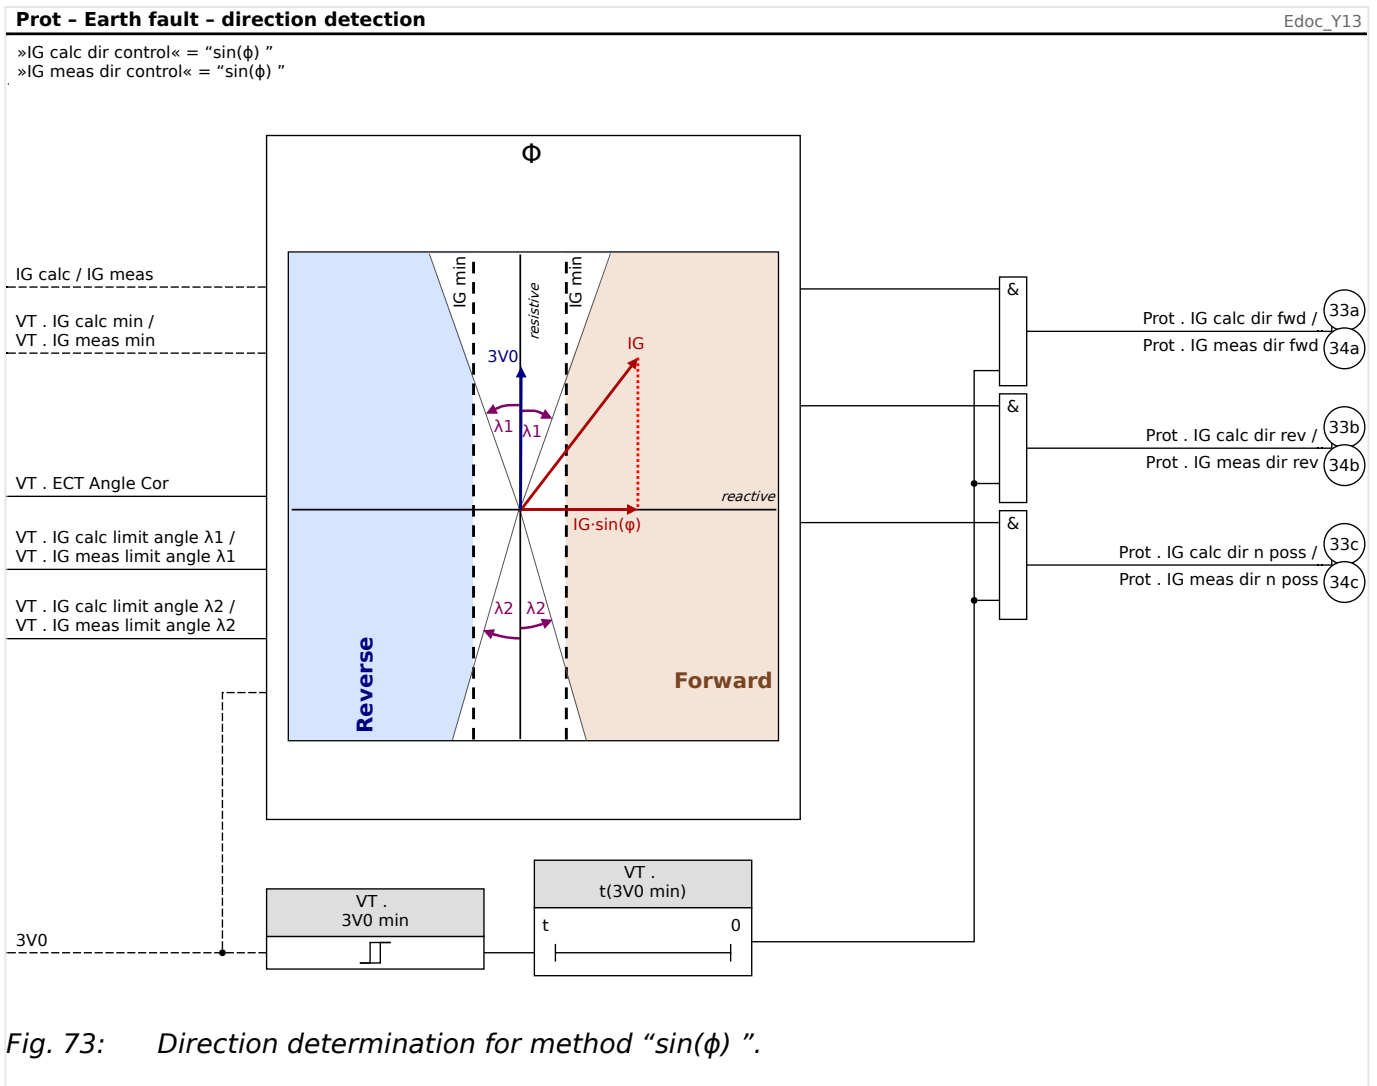 Prot – Earth fault – direction detection
Edoc_Y13
»IG calc dir control« = “sin(ϕ) ”
»IG meas dir control« = “sin(ϕ) ”
Φ
IG calc / IG meas
VT . IG calc min /
VT . IG meas min
VT . ECT Angle Cor
VT . IG calc limit angle λ1 /
VT . IG meas limit angle λ1
VT . IG calc limit angle λ2 /
VT . IG meas limit angle λ2
3V0
IG min
resistive
IG min
3V0
IG
λ1
λ1
reactive
IG·sin(φ)
λ2
λ2
Reverse
Forward
&
Prot . IG calc dir fwd /
33a
Prot . IG meas dir fwd
34a
&
Prot . IG calc dir rev /
33b
Prot . IG meas dir rev
34b
&
Prot . IG calc dir n poss /
33c
Prot . IG meas dir n poss
34c
VT .
3V0 min
VT .
t(3V0 min)
t
0
Fig. 73: Direction determination for method “sin(ϕ) ”.